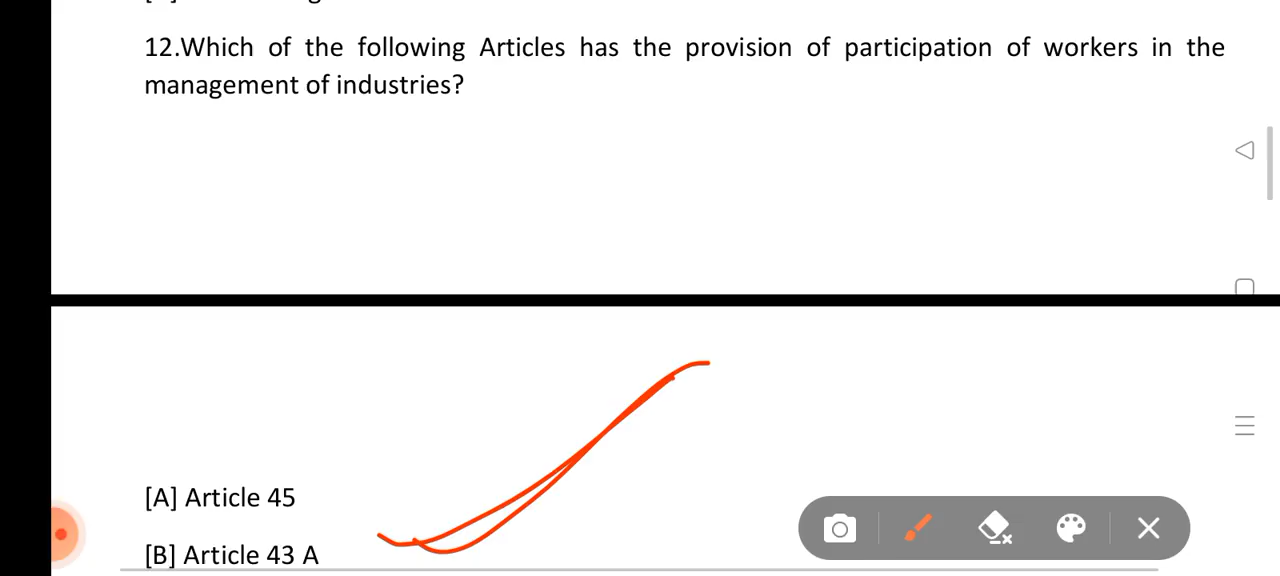 12.Which of the following Articles has the provision of participation of workers in the
management of industries?
[A] Article 45
[B] Article 43 A